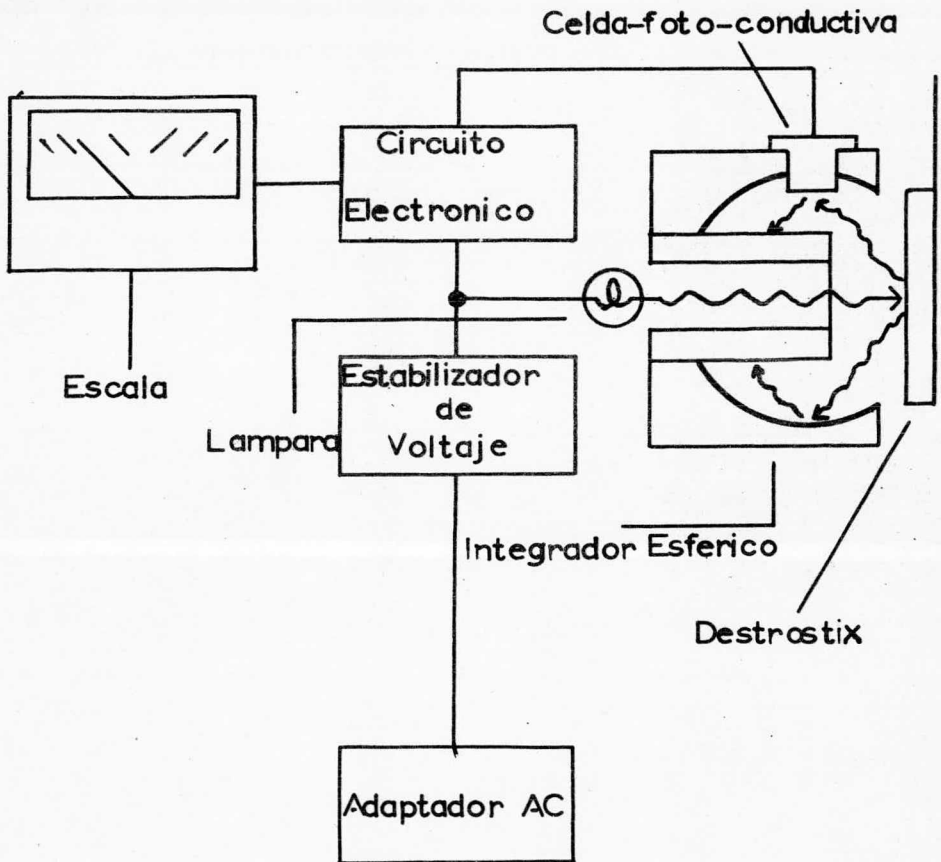 Celda-foto-conductiva
Circuito
Electronico
Escala
Lampara
Estabilizador
de
Voltaje
Integrador Esferico
Destrostix
Adaptador AC